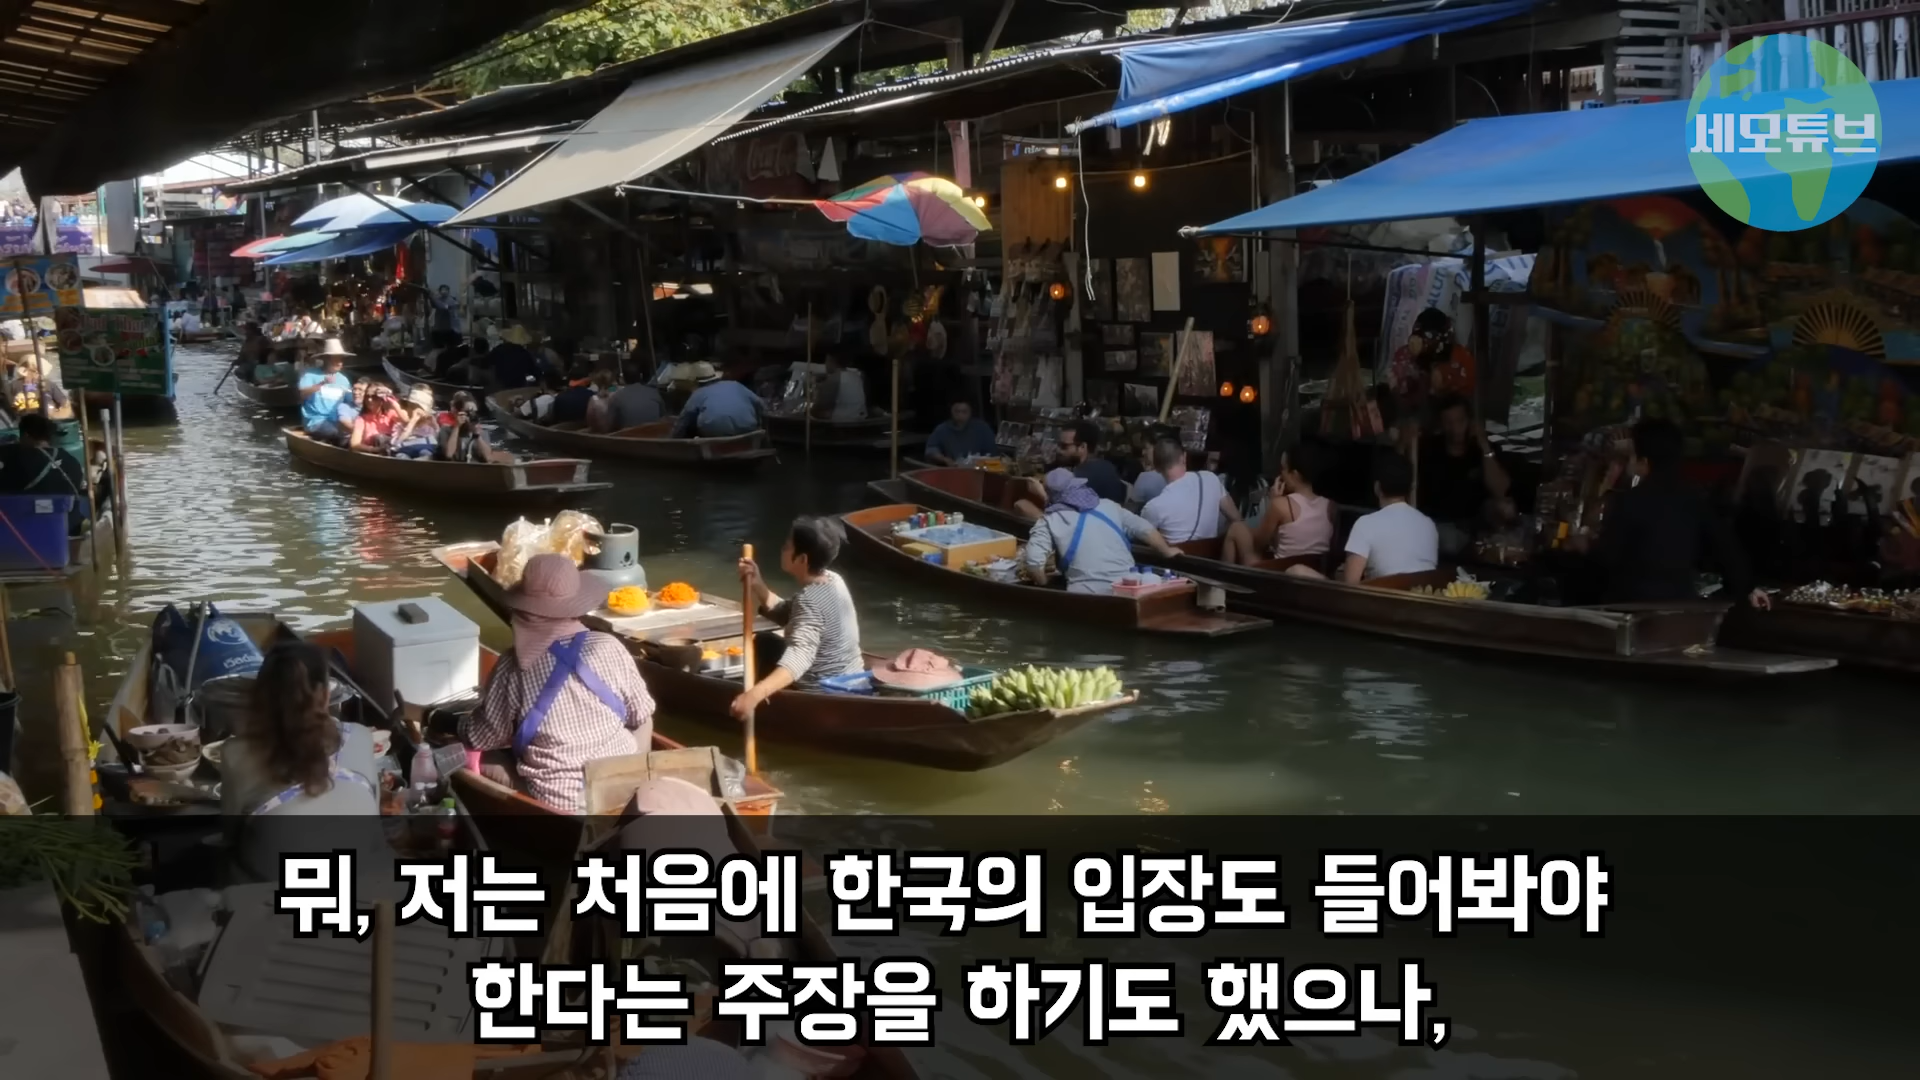 세모튜브
뭐, 저는 처음에 한국의 입장도 들어봐야
한다는 주장을 하기도 했으나,